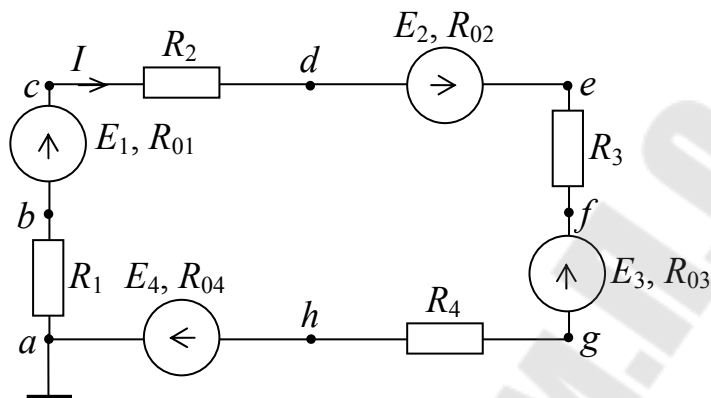 I R₂ d E₂, R₀₂
c e
E₁, R₀₁ R₃
b f
R₁ E₄, R₀₄ h R₄ E₃, R₀₃
a g